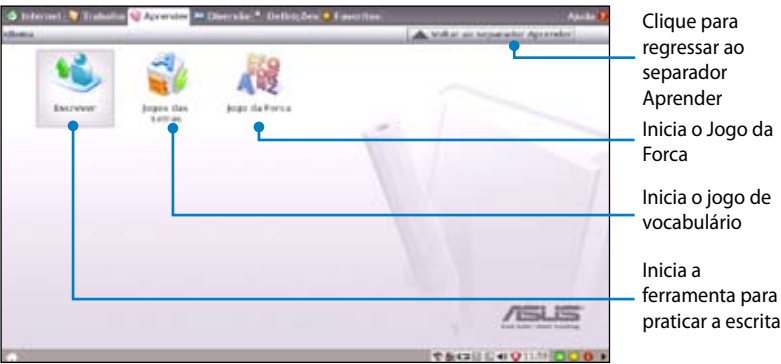 Internet Trabalho Aprender Diversão Definições Favoritos Ajuda
Idioma
Voltar ao separador Aprender
Escrever
Jogos das
Letras
Jogo da Forca
ASUS
11:59
Clique para
regressar ao
separador
Aprender
Inicia o Jogo da
Forca
Inicia o jogo de
vocabulário
Inicia a
ferramenta para
praticar a escrita